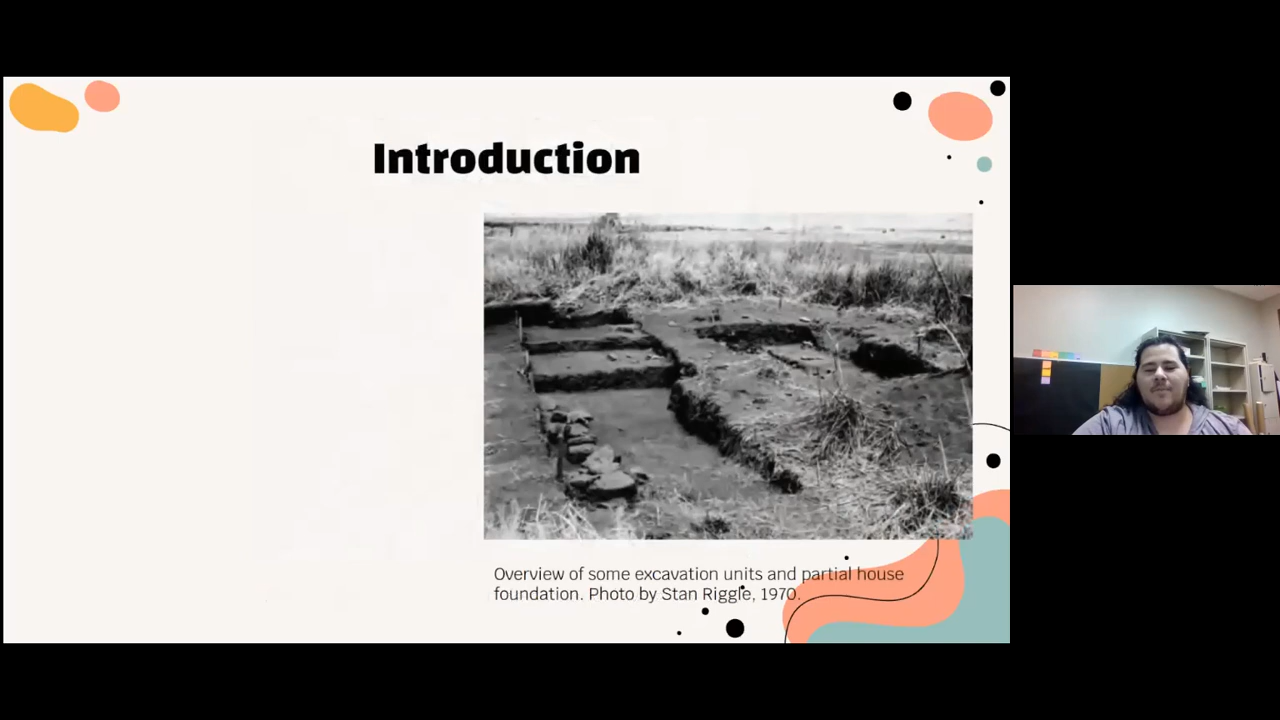 Introduction
Overview of some excavation units and partial house
foundation. Photo by Stan Riggle, 1970.